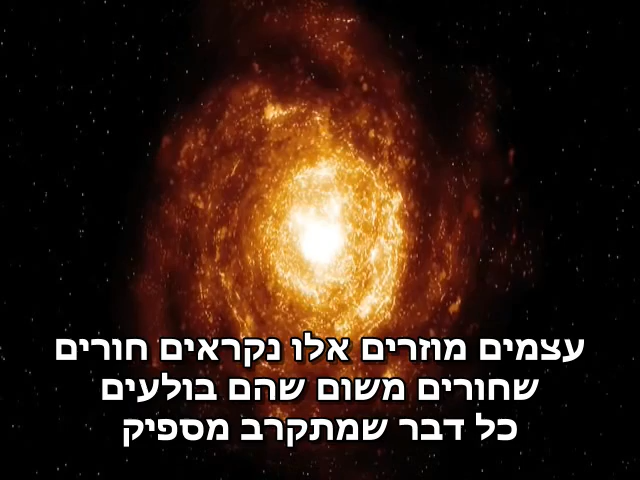 עצמים מוזרים אלו נקראים חורים
שחורים משום שהם בולעים
כל דבר שמתקרב מספיק